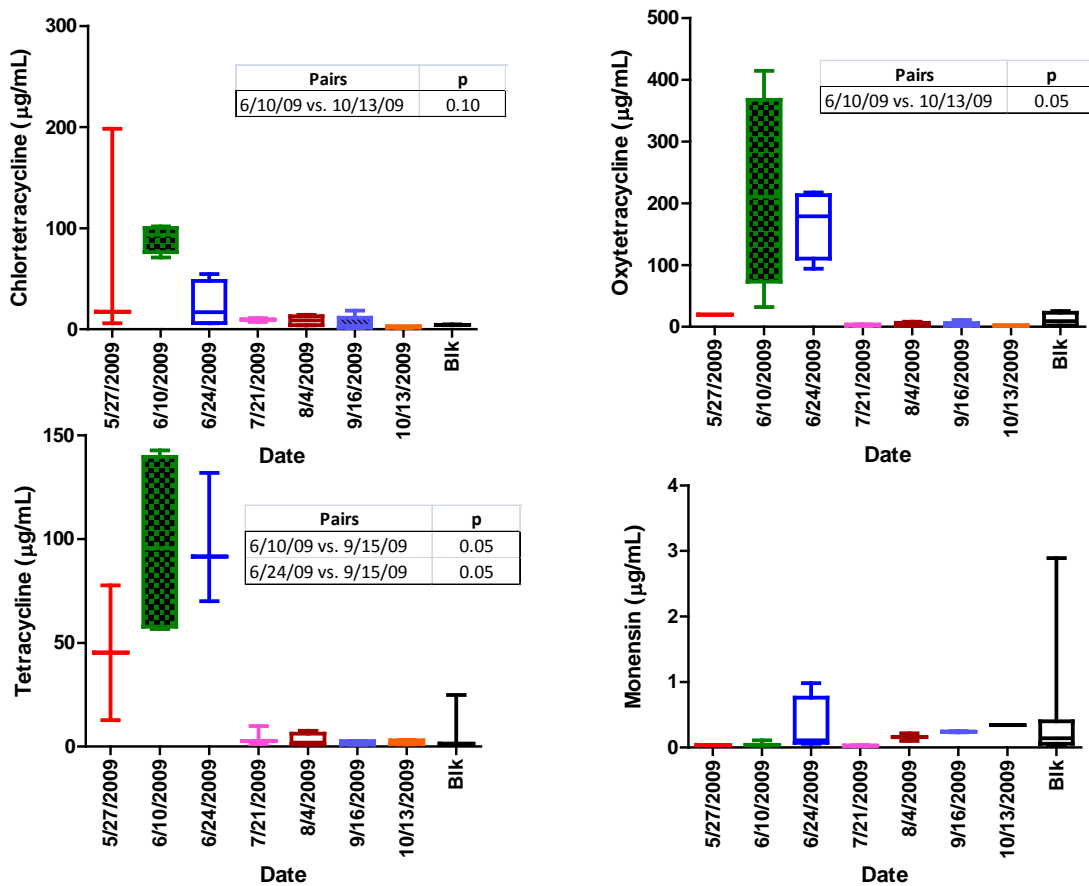 Chlortetracycline (µg/mL)
300
200
100
0
Pairs p
6/10/09 vs. 10/13/09 0.10
5/27/2009
6/10/2009
6/24/2009
7/21/2009
8/4/2009
9/16/2009
10/13/2009
Blk
Date
Oxytetracycline (µg/mL)
500
400
300
200
100
0
Pairs p
6/10/09 vs. 10/13/09 0.05
5/27/2009
6/10/2009
6/24/2009
7/21/2009
8/4/2009
9/16/2009
10/13/2009
Blk
Date
Tetracycline (µg/mL)
150
100
50
0
Pairs p
6/10/09 vs. 9/15/09 0.05
6/24/09 vs. 9/15/09 0.05
5/27/2009
6/10/2009
6/24/2009
7/21/2009
8/4/2009
9/16/2009
10/13/2009
Blk
Date
Monensin (µg/mL)
4
3
2
1
0
5/27/2009
6/10/2009
6/24/2009
7/21/2009
8/4/2009
9/16/2009
10/13/2009
Blk
Date